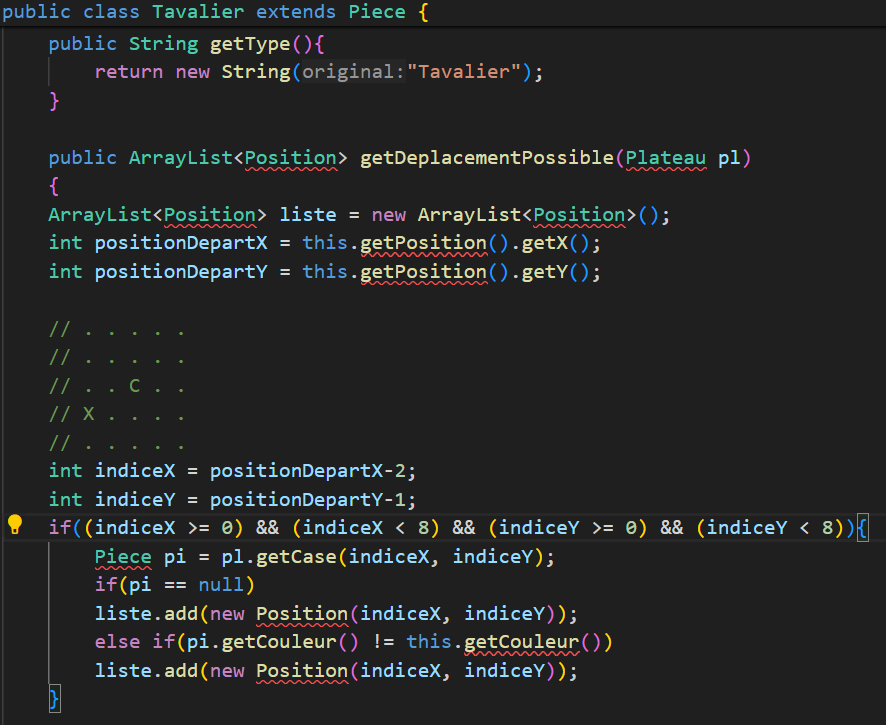 public class Tavalier extends Piece {
public String getType(){
return new String(original:"Tavalier");
}
public ArrayList<Position> getDeplacementPossible(Plateau pl)
{
ArrayList<Position> liste = new ArrayList<Position>();
int positionDepartX = this.getPosition().getX();
int positionDepartY = this.getPosition().getY();
// . . . . .
// . . . . .
// . . C . .
// X . . . .
// . . . . .
int indiceX = positionDepartX-2;
int indiceY = positionDepartY-1;
if((indiceX >= 0) && (indiceX < 8) && (indiceY >= 0) && (indiceY < 8)){
Piece pi = pl.getCase(indiceX, indiceY);
if(pi == null)
liste.add(new Position(indiceX, indiceY));
else if(pi.getCouleur() != this.getCouleur())
liste.add(new Position(indiceX, indiceY));
}